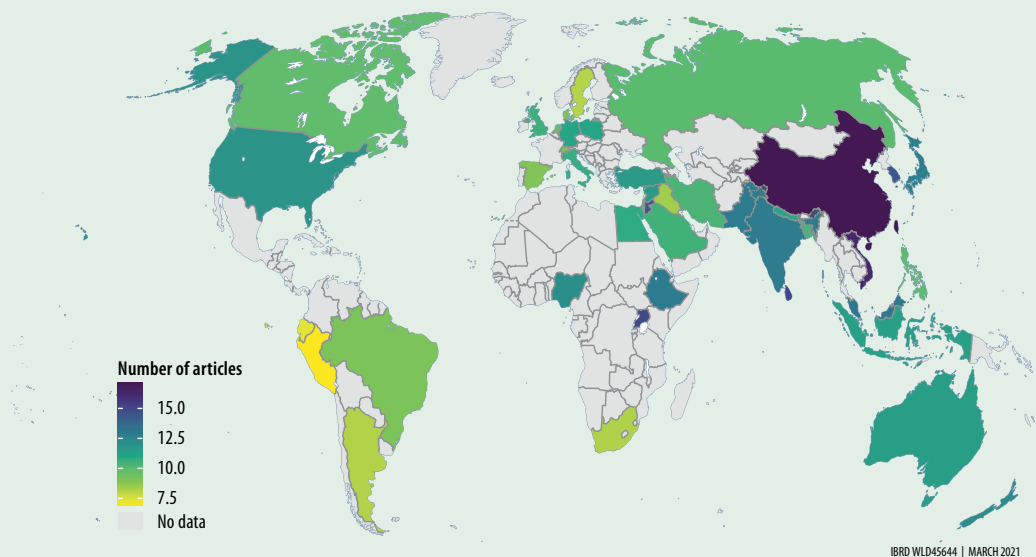 Number of articles
15.0
12.5
10.0
7.5
No data
IBRD WLD45644 | MARCH 2021